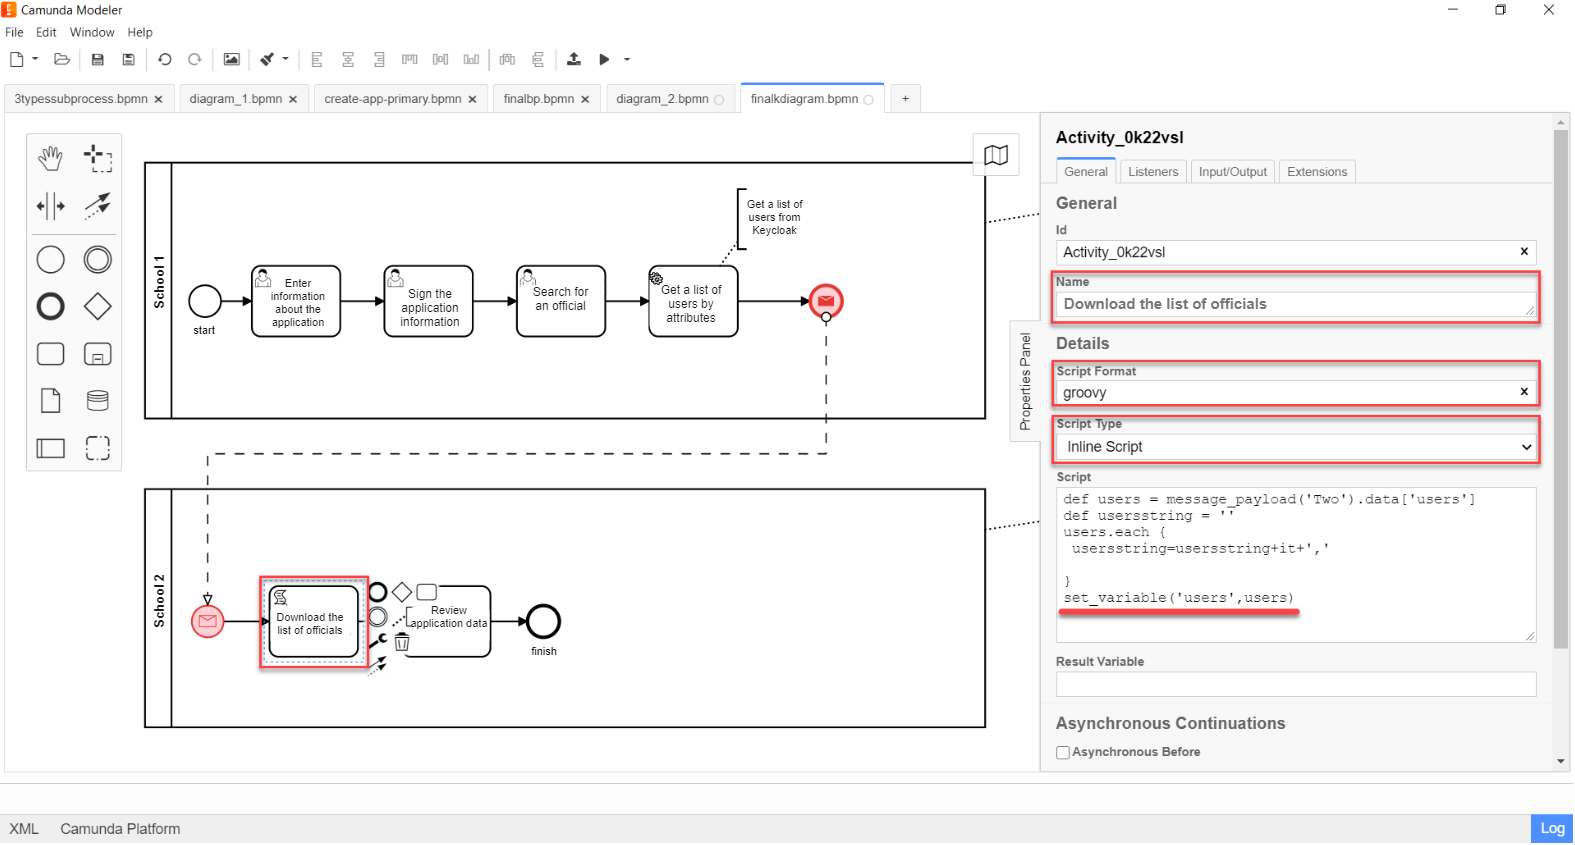 Camunda Modeler
File Edit Window Help
3typessubprocess.bpmn
diagram_1.bpmn
create-app-primary.bpmn
finalbp.bpmn
diagram_2.bpmn
finalkdiagram.bpmn
+
School 1
start
Enter
information
about the
application
Sign the
application
information
Search for
an official
Get a list of
users by
attributes
Get a list of
users from
Keycloak
School 2
Download the
list of officials
Review
application data
finish
Properties Panel
Activity_0k22vsl
General Listeners Input/Output Extensions
General
Id
Activity_0k22vsl
Name
Download the list of officials
Details
Script Format
groovy
Script Type
Inline Script
Script
def users = message_payload('Two').data['users']
def usersstring = ''
users.each {
usersstring=usersstring+it+','
}
set_variable('users',users)
Result Variable
Asynchronous Continuations
Asynchronous Before
XML Camunda Platform
Log